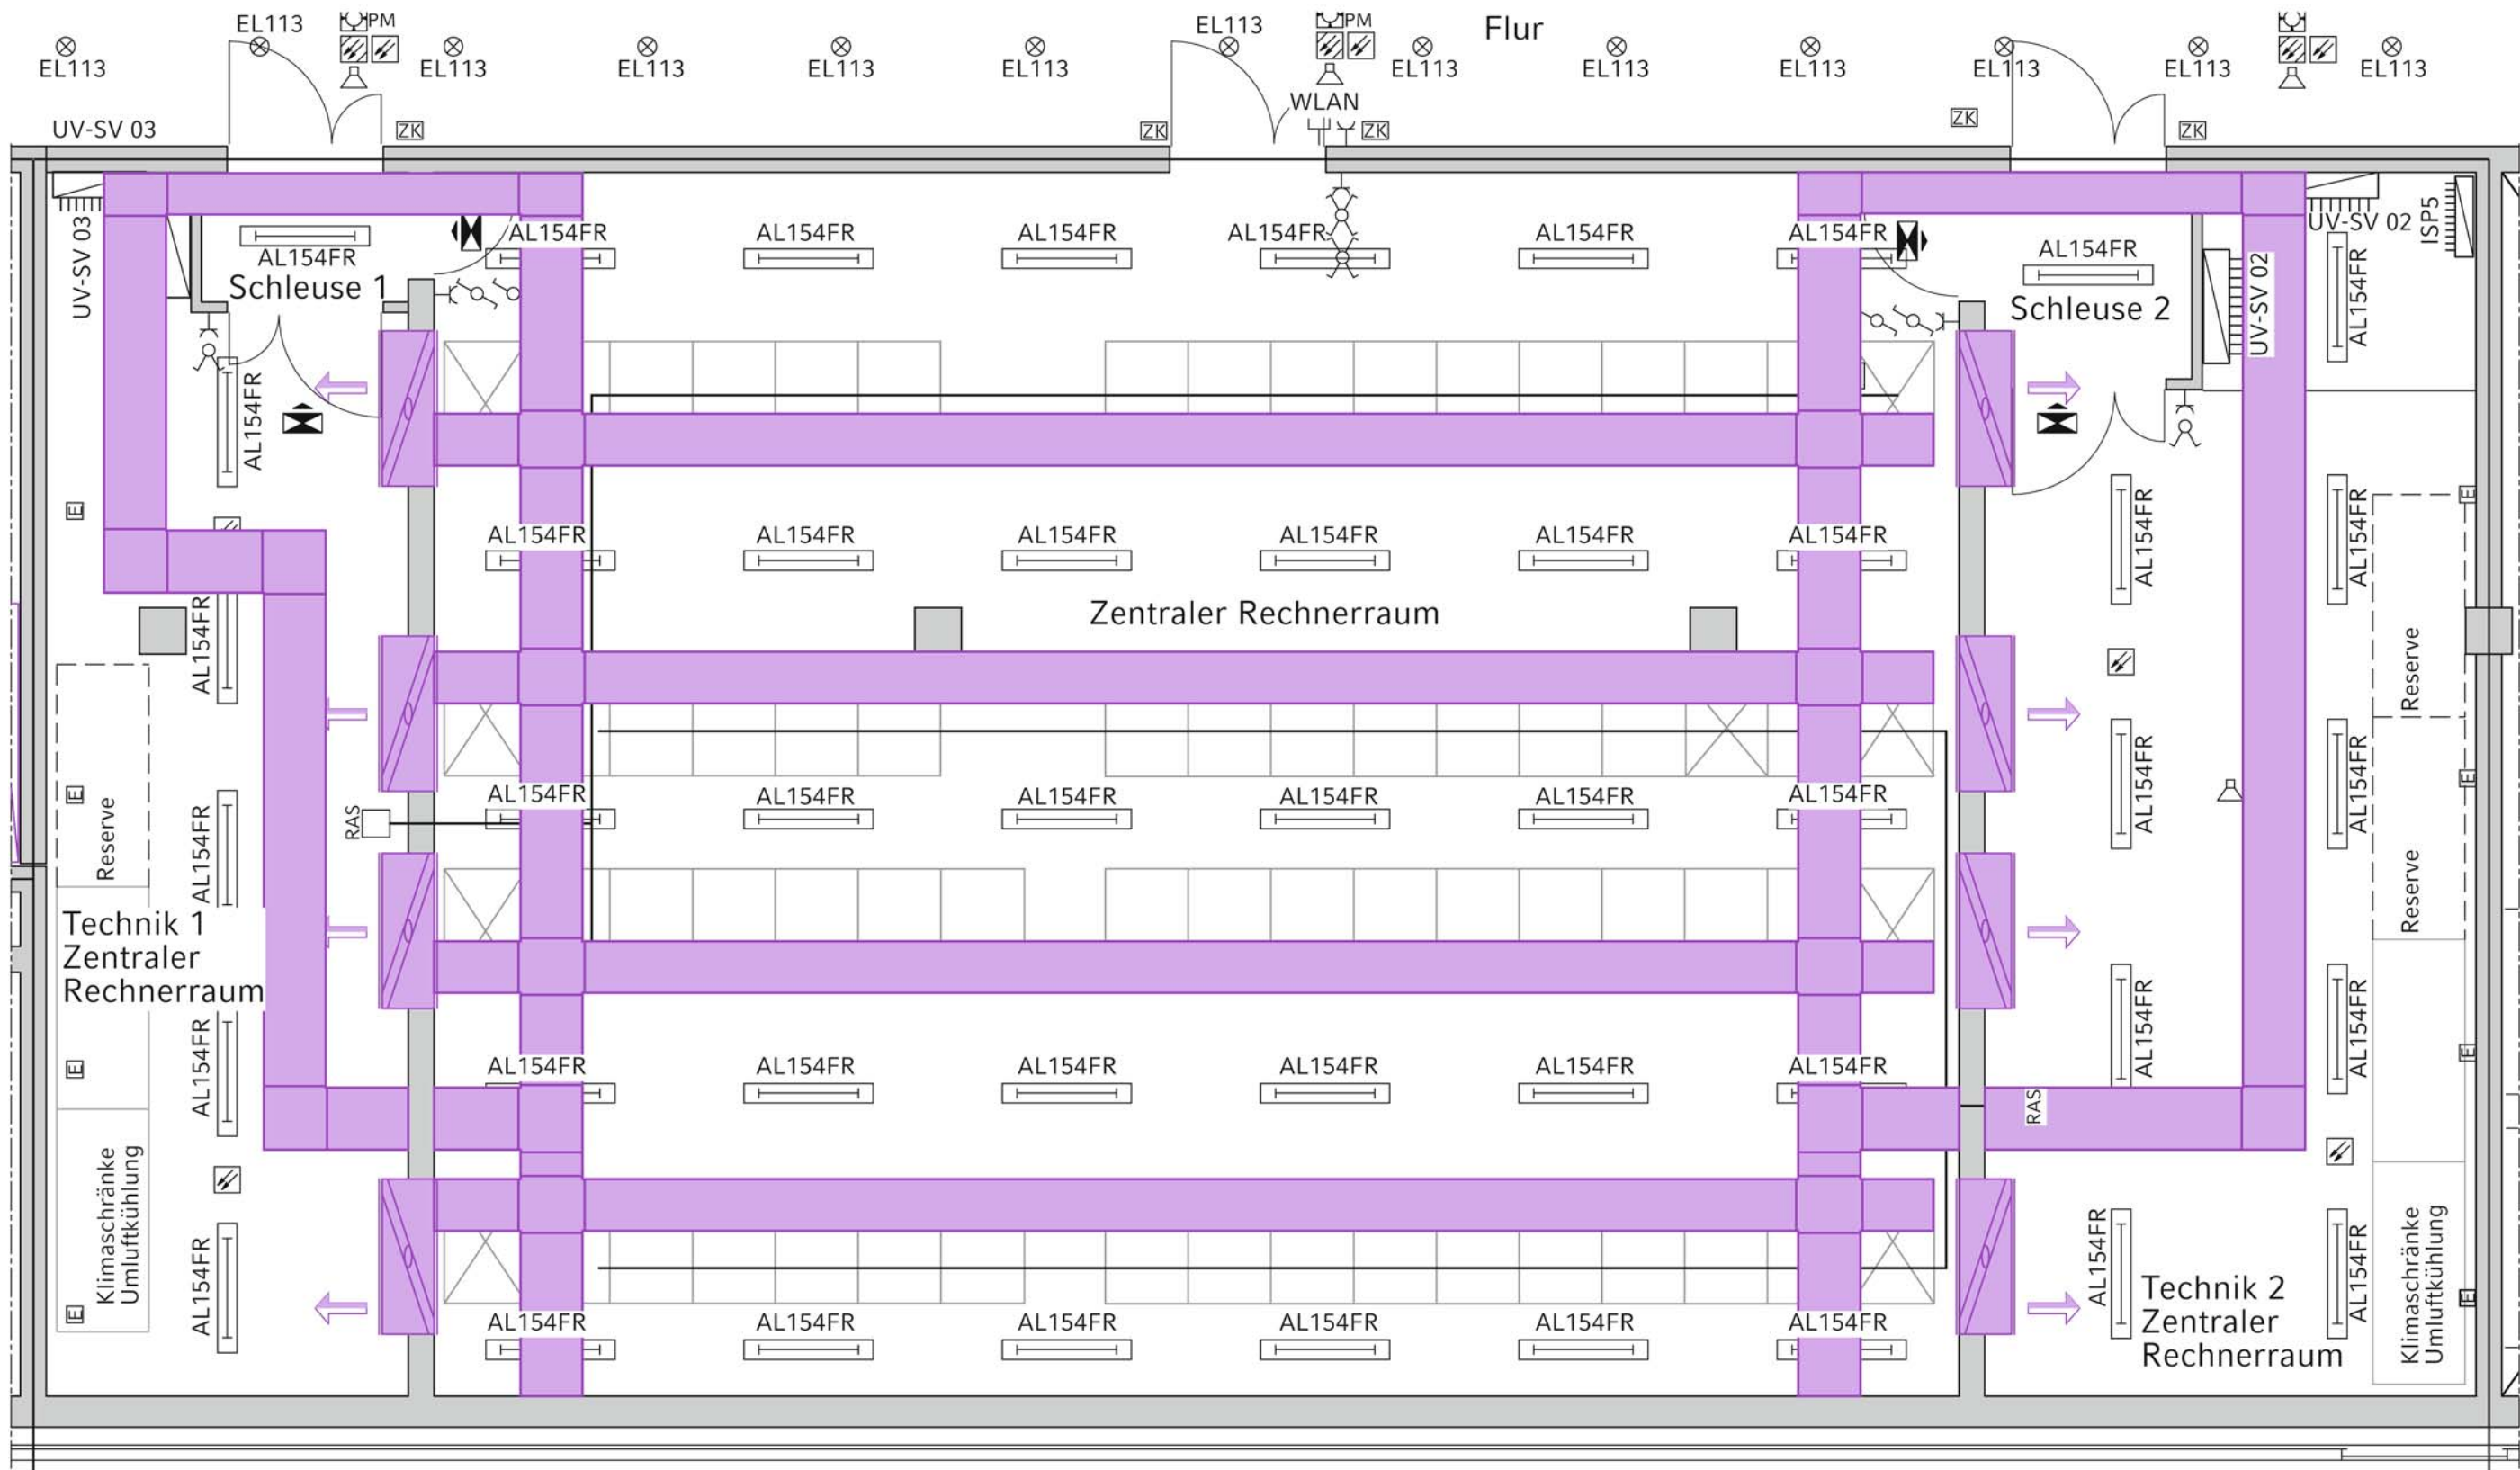 EL113
EL113
PM
EL113
EL113
EL113
EL113
EL113
PM
Flur
EL113
EL113
EL113
EL113
EL113
EL113
WLAN
UV-SV 03
ZK
ZK
ZK
ZK
ZK
UV-SV 03
AL154FR
Schleuse 1
AL154FR
AL154FR
AL154FR
AL154FR
AL154FR
AL154FR
AL154FR
Schleuse 2
UV-SV 02
UV-SV 02
ISP5
AL154FR
AL154FR
E
AL154FR
AL154FR
AL154FR
AL154FR
AL154FR
AL154FR
AL154FR
AL154FR
E
Zentraler Rechnerraum
AL154FR
Reserve
E
Reserve
AL154FR
RAS
AL154FR
AL154FR
AL154FR
AL154FR
AL154FR
AL154FR
AL154FR
AL154FR
E
Reserve
Technik 1
Zentraler
Rechnerraum
E
AL154FR
AL154FR
AL154FR
AL154FR
AL154FR
AL154FR
AL154FR
RAS
AL154FR
AL154FR
E
Klimaschränke
Umluftkühlung
E
AL154FR
AL154FR
AL154FR
AL154FR
AL154FR
AL154FR
AL154FR
AL154FR
Technik 2
Zentraler
Rechnerraum
AL154FR
Klimaschränke
Umluftkühlung
E